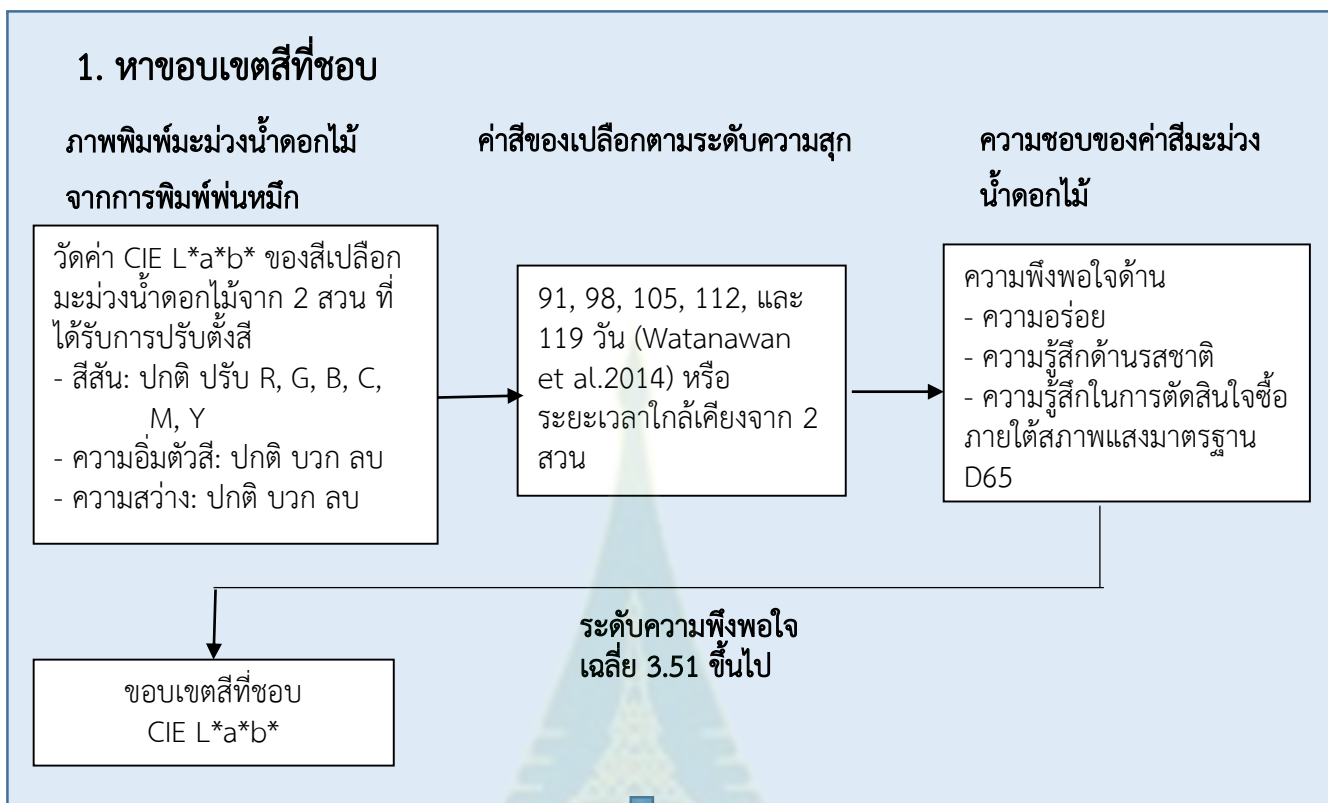 1. หาขอบเขตสีที่ชอบ
ภาพพิมพ์มะม่วงน้ำดอกไม้
จากการพิมพ์พ่นหมึก
วัดค่า CIE L*a*b* ของสีเปลือก
มะม่วงน้ำดอกไม้จาก 2 สวน ที่
ได้รับการปรับตั้งสี
- สีสัน: ปกติ ปรับ R, G, B, C,
M, Y
- ความอิ่มตัวสี: ปกติ บวก ลบ
- ความสว่าง: ปกติ บวก ลบ
ค่าสีของเปลือกตามระดับความสุก
91, 98, 105, 112, และ
119 วัน (Watanawan
et al.2014) หรือ
ระยะเวลาใกล้เคียงจาก 2
สวน
ความชอบของค่าสีมะม่วง
น้ำดอกไม้
ความพึงพอใจด้าน
- ความอร่อย
- ความรู้สึกด้านรสชาติ
- ความรู้สึกในการตัดสินใจซื้อ
ภายใต้สภาพแสงมาตรฐาน
D65
ระดับความพึงพอใจ
เฉลี่ย 3.51 ขึ้นไป
ขอบเขตสีที่ชอบ
CIE L*a*b*